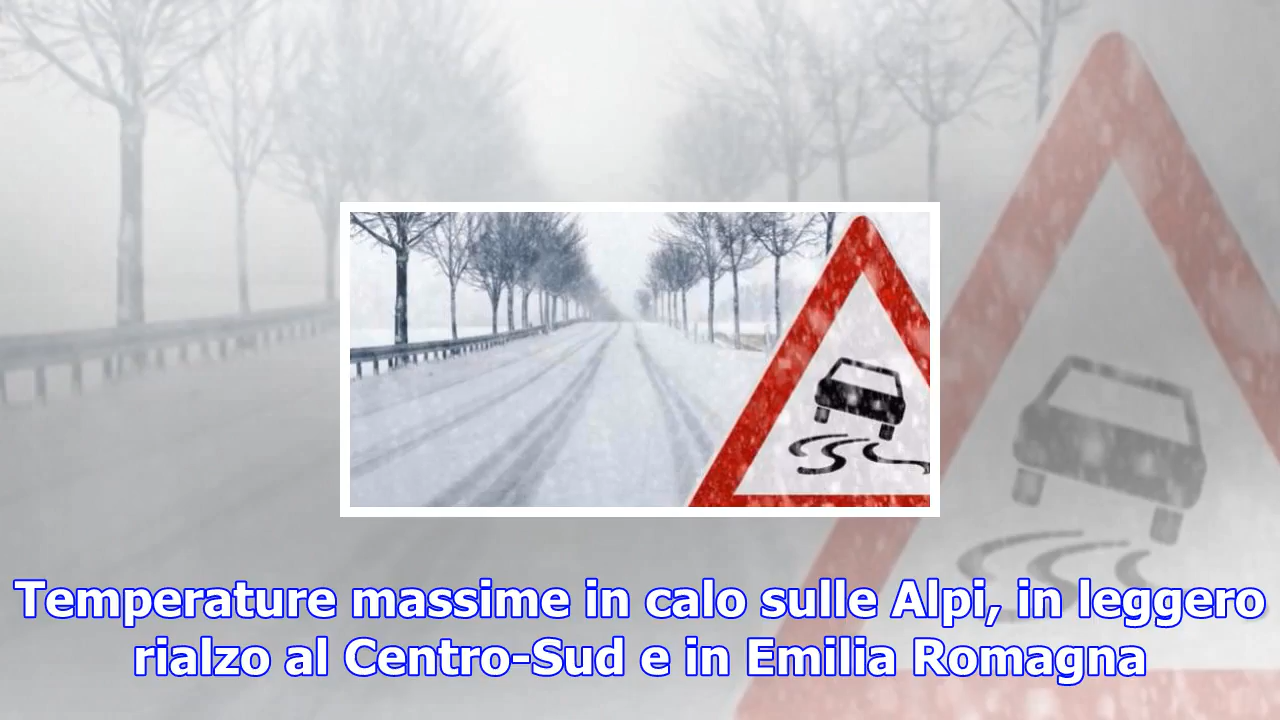 Temperature massime in calo sulle Alpi, in leggero
rialzo al Centro-Sud e in Emilia Romagna